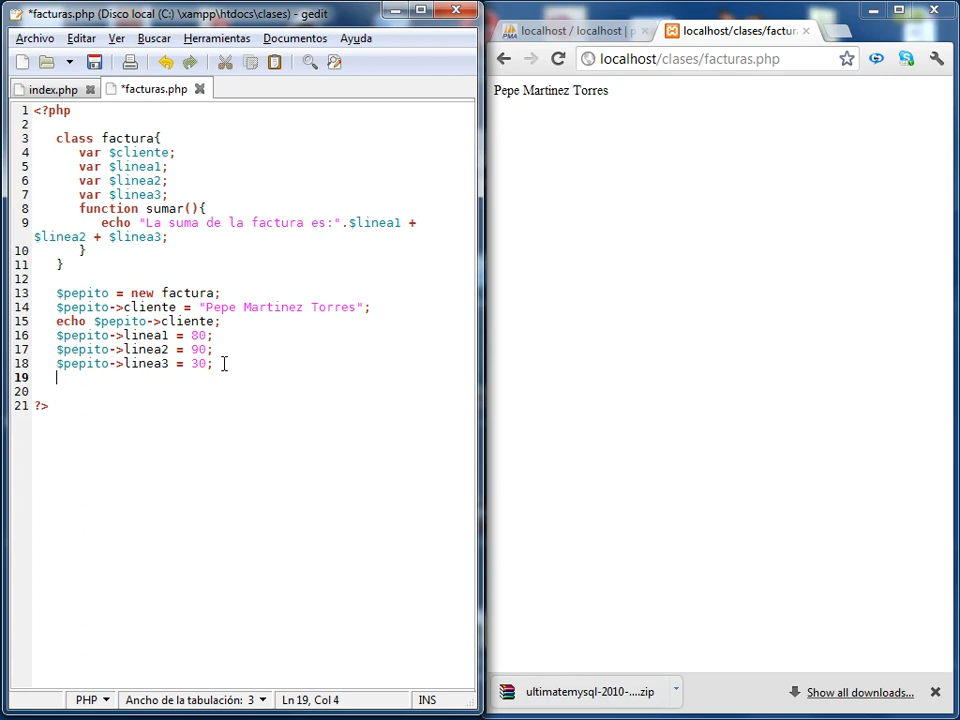 *facturas.php (Disco local (C:) \xampp\htdocs\clases) - gedit
Archivo Editar Ver Buscar Herramientas Documentos Ayuda
index.php *facturas.php
1 <?php
2
3 class factura{
4 var $cliente;
5 var $linea1;
6 var $linea2;
7 var $linea3;
8 function sumar(){
9 echo "La suma de la factura es:".$linea1 +
$linea2 + $linea3;
10 }
11 }
12
13 $pepito = new factura;
14 $pepito->cliente = "Pepe Martinez Torres";
15 echo $pepito->cliente;
16 $pepito->linea1 = 80;
17 $pepito->linea2 = 90;
18 $pepito->linea3 = 30;
19
20
21 ?>
PHP Ancho de la tabulación: 3 Ln 19, Col 4 INS
PMA localhost / localhost | p localhost/clases/factur
localhost/clases/facturas.php
Pepe Martinez Torres
ultimatemysql-2010-....zip Show all downloads...